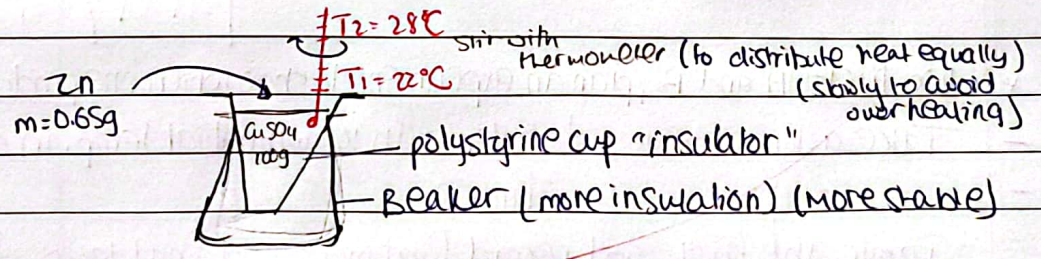 T2 = 28°C
stir with
thermometer (to distribute heat equally)
T1 = 22°C
Zn
(slowly to avoid
overheating)
m=0.65g
CuSO4
100g
polystyrine cup "insulator"
Beaker (more insulation) (More stable)